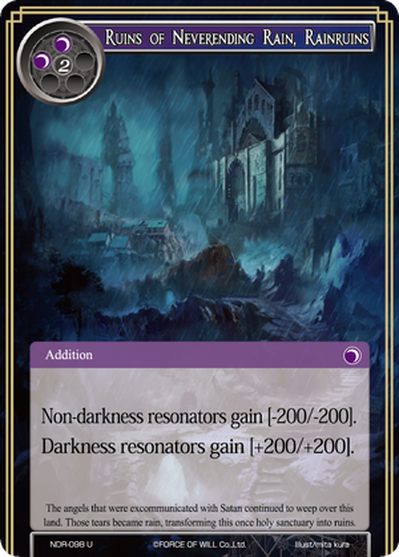 Ruins of Neverending Rain, Rainruins
2
Addition
Non-darkness resonators gain [-200/-200].
Darkness resonators gain [+200/+200].
The angels that were excommunicated with Satan continued to weep over this
land. Those tears became rain, transforming this once holy sanctuary into ruins.
NDR-098 U ©FORCE OF WILL Co.,Ltd. Illust/mita kura